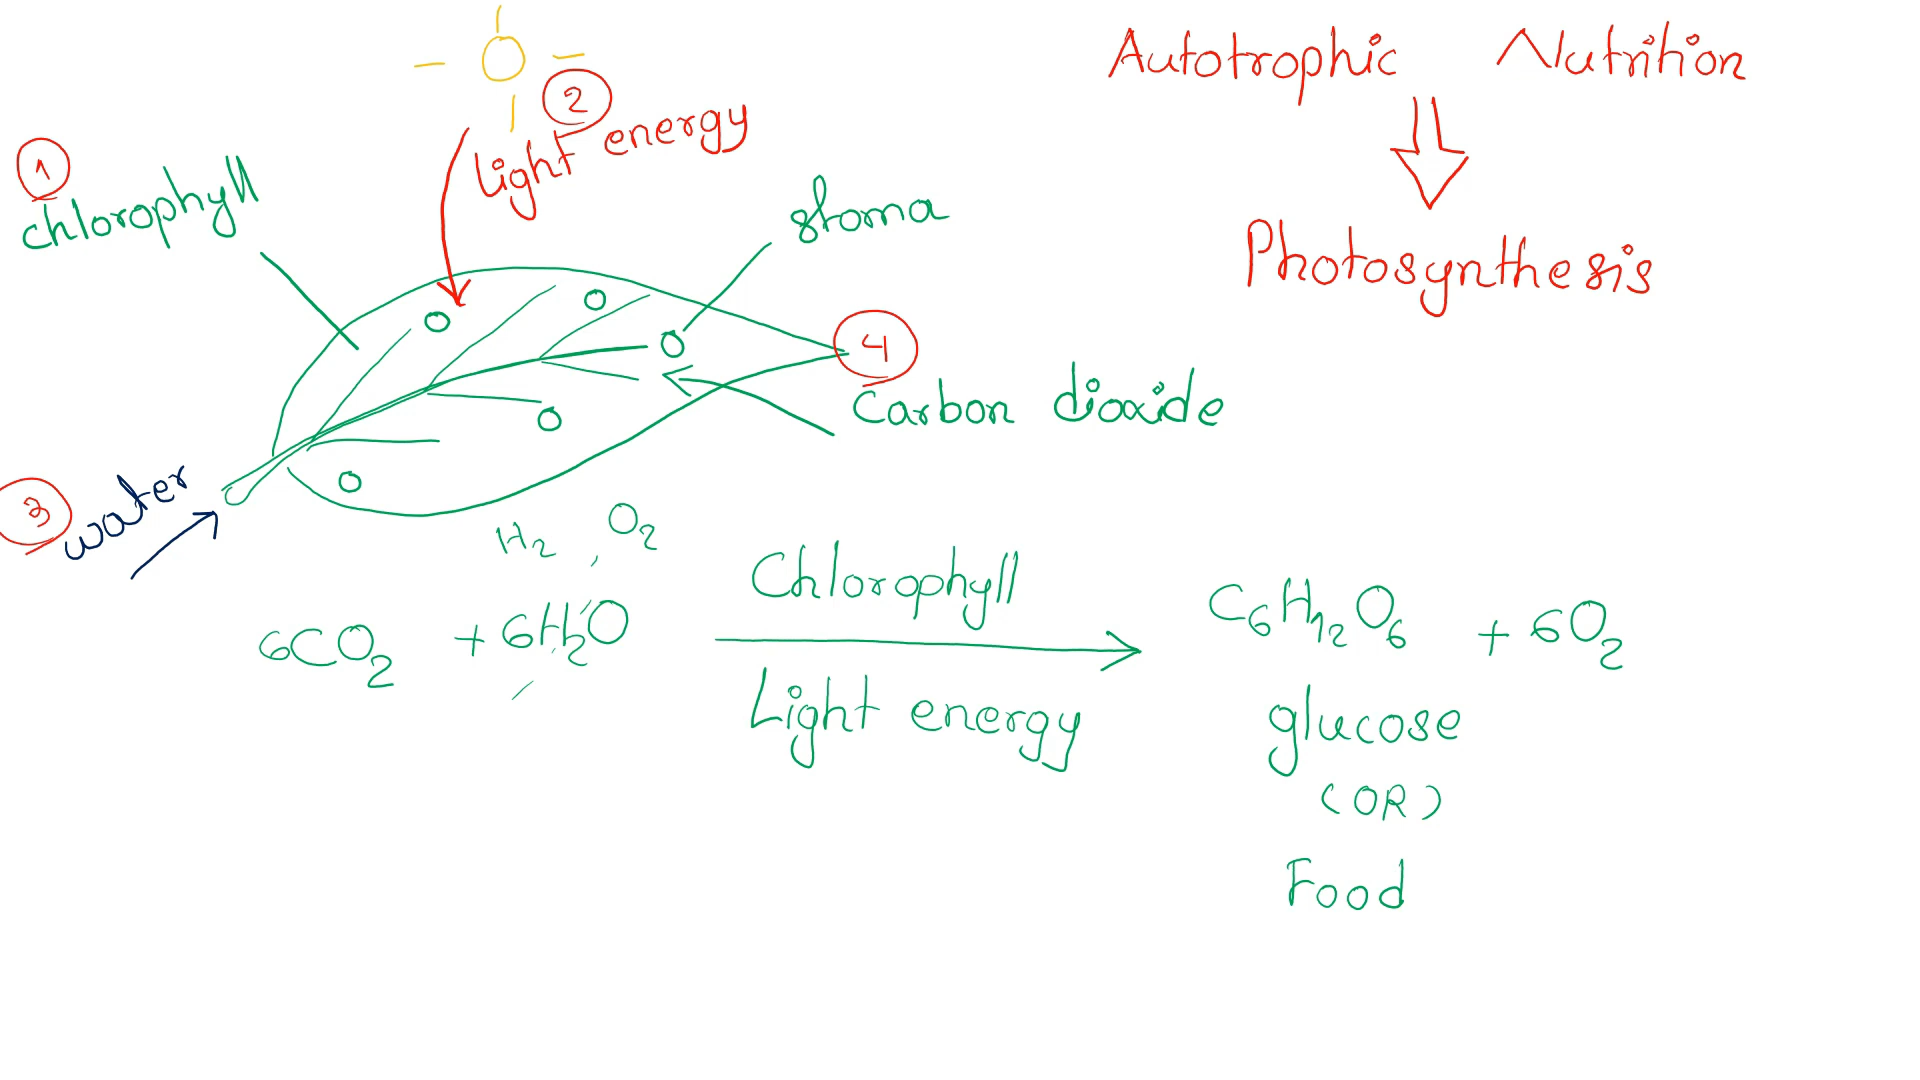 Autotrophic Nutrition
Photosynthesis
1
chlorophyll
2
light energy
stoma
4
Carbon dioxide
3
water
H2 , O2
6CO2 + 6H2O
Chlorophyll
Light energy
C6H12O6 + 6O2
glucose
(OR)
Food